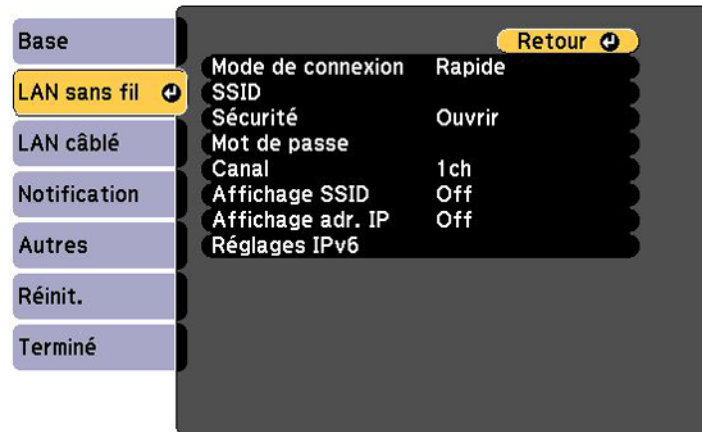 Base
LAN sans fil
LAN câblé
Notification
Autres
Réinit.
Terminé
Retour
Mode de connexion Rapide
SSID
Sécurité Ouvrir
Mot de passe
Canal 1ch
Affichage SSID Off
Affichage adr. IP Off
Réglages IPv6